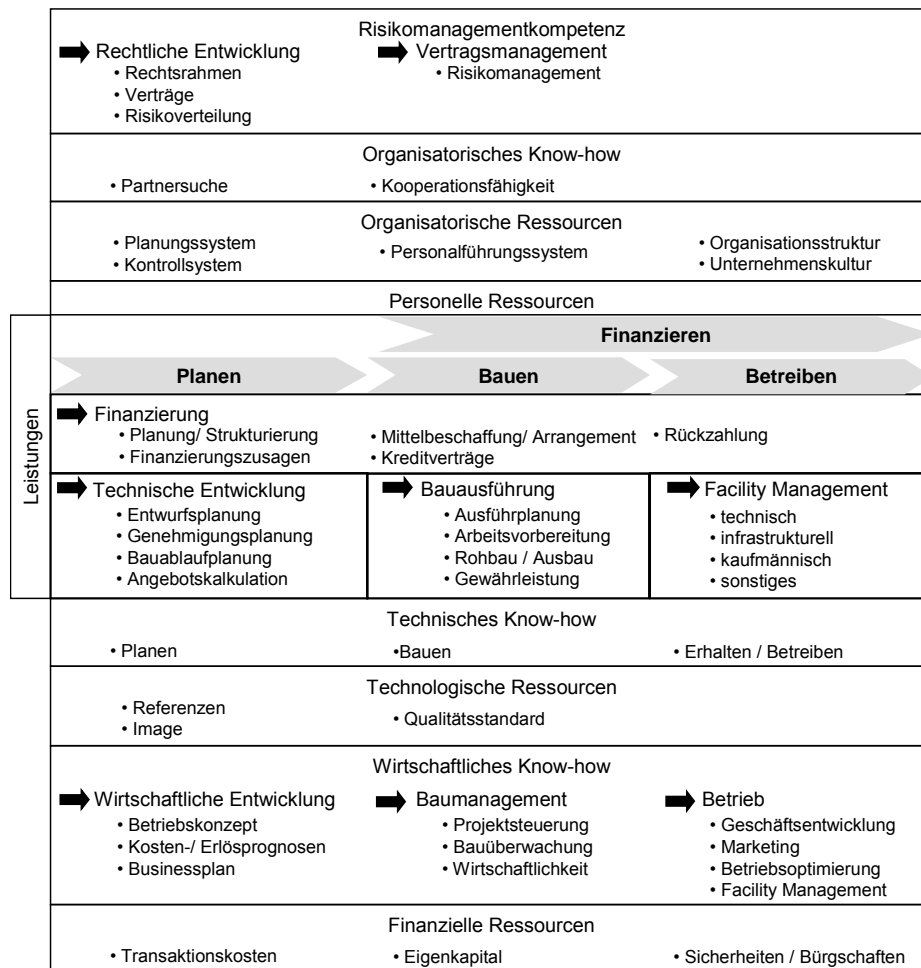 Risikomanagementkompetenz
Rechtliche Entwicklung Vertragsmanagement
• Rechtsrahmen • Risikomanagement
• Verträge
• Risikoverteilung
Organisatorisches Know-how
• Partnersuche • Kooperationsfähigkeit
Organisatorische Ressourcen
• Planungssystem • Personalführungssystem • Organisationsstruktur
• Kontrollsystem • Unternehmenskultur
Personelle Ressourcen
Leistungen
Finanzieren
Planen Bauen Betreiben
Finanzierung
• Planung/ Strukturierung • Mittelbeschaffung/ Arrangement • Rückzahlung
• Finanzierungszusagen • Kreditverträge
Technische Entwicklung Bauausführung Facility Management
• Entwurfsplanung • Ausführplanung • technisch
• Genehmigungsplanung • Arbeitsvorbereitung • infrastrukturell
• Bauablaufplanung • Rohbau / Ausbau • kaufmännisch
• Angebotskalkulation • Gewährleistung • sonstiges
Technisches Know-how
• Planen •Bauen • Erhalten / Betreiben
Technologische Ressourcen
• Referenzen • Qualitätsstandard
• Image
Wirtschaftliches Know-how
Wirtschaftliche Entwicklung Baumanagement Betrieb
• Betriebskonzept • Projektsteuerung • Geschäftsentwicklung
• Kosten-/ Erlösprognosen • Bauüberwachung • Marketing
• Businessplan • Wirtschaftlichkeit • Betriebsoptimierung
• Facility Management
Finanzielle Ressourcen
• Transaktionskosten • Eigenkapital • Sicherheiten / Bürgschaften